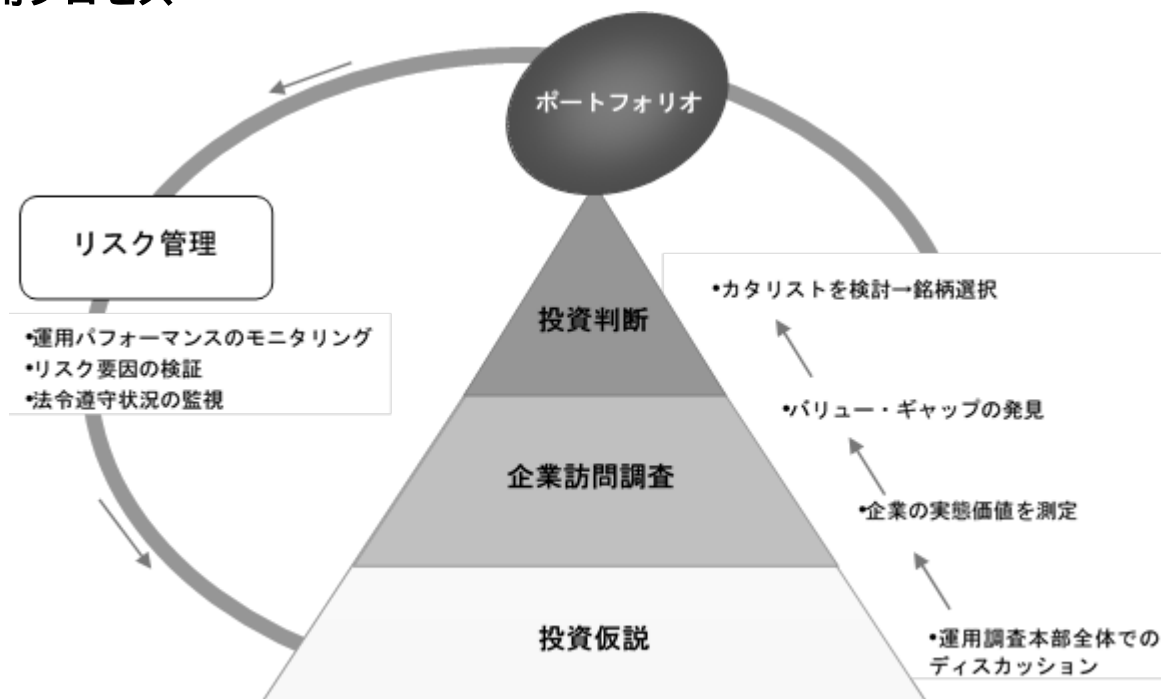 ポートフォリオ
リスク管理
•運用パフォーマンスのモニタリング
•リスク要因の検証
•法令遵守状況の監視
投資判断
企業訪問調査
投資仮説
•カタリストを検討→銘柄選択
•バリュー・ギャップの発見
•企業の実態価値を測定
•運用調査本部全体での
ディスカッション